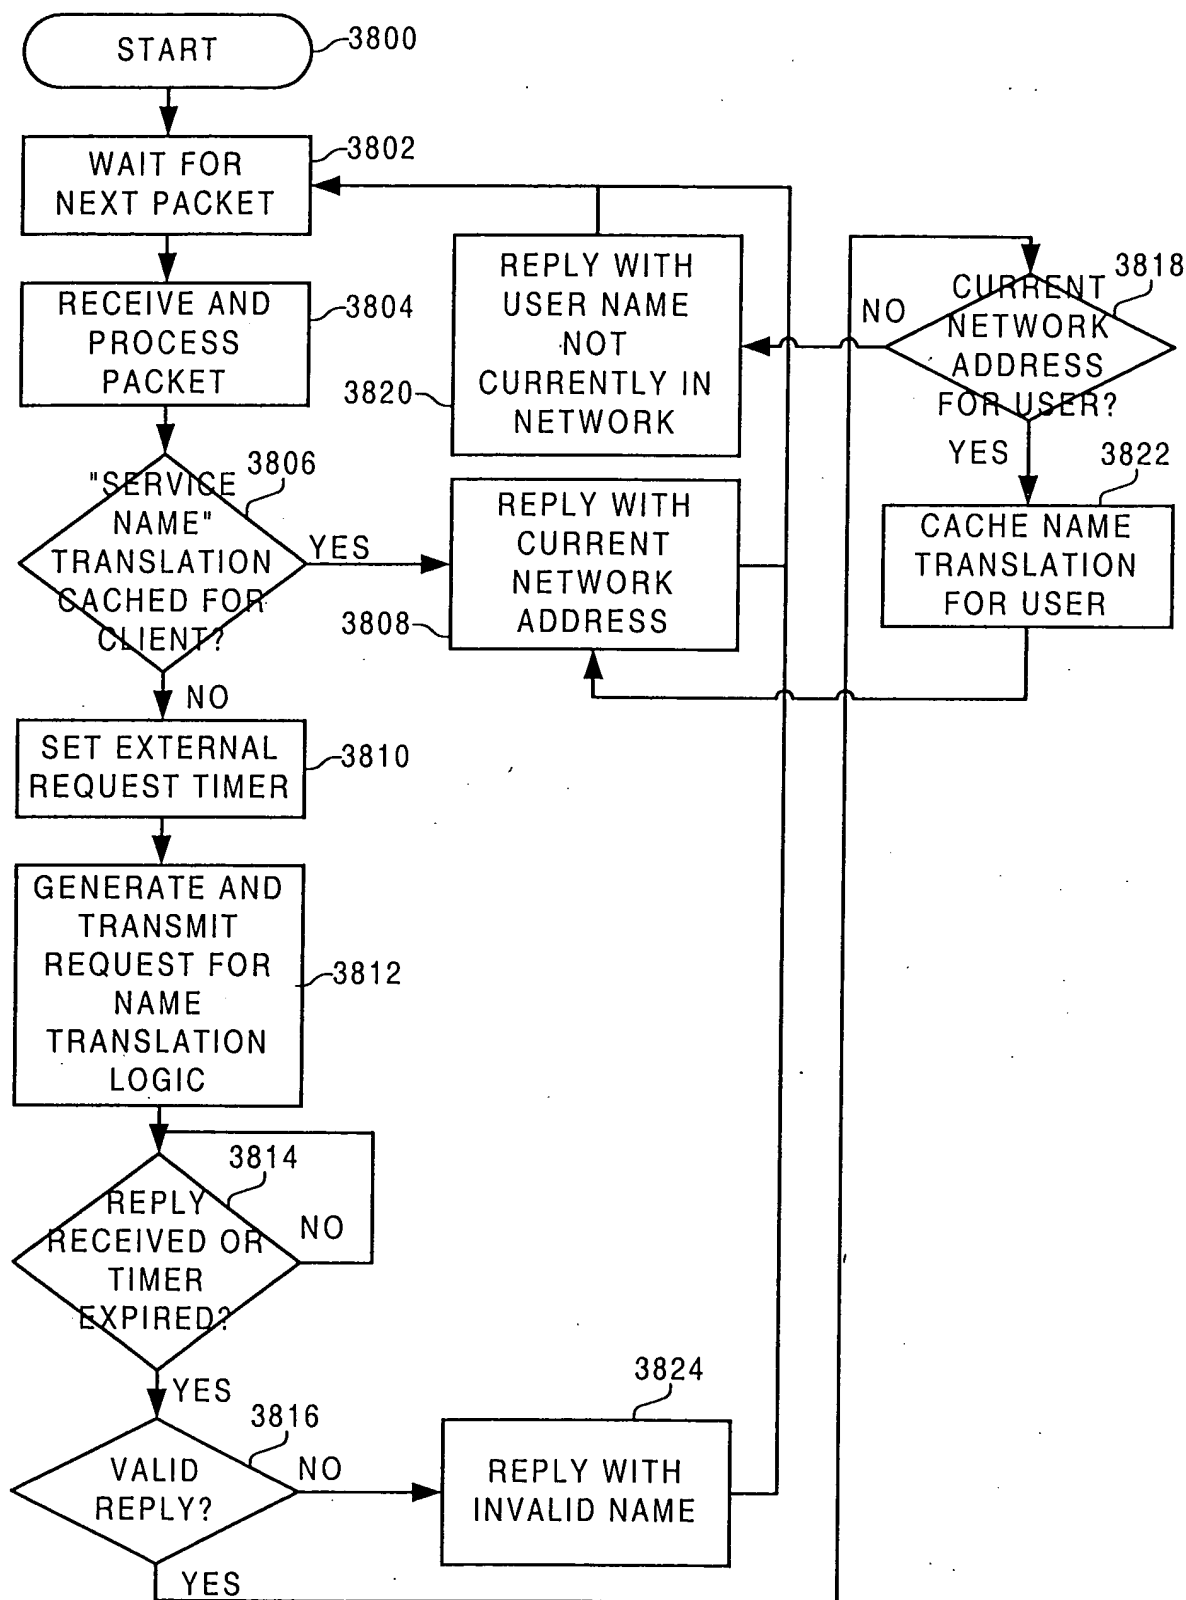 START
3800
WAIT FOR
NEXT PACKET
3802
RECEIVE AND
PROCESS
PACKET
3804
"SERVICE
NAME"
TRANSLATION
CACHED FOR
CLIENT?
3806
YES
NO
REPLY WITH
CURRENT
NETWORK
ADDRESS
3808
REPLY WITH
USER NAME
NOT
CURRENTLY IN
NETWORK
3820
NO
CURRENT
NETWORK
ADDRESS
FOR USER?
3818
YES
3822
CACHE NAME
TRANSLATION
FOR USER
SET EXTERNAL
REQUEST TIMER
3810
GENERATE AND
TRANSMIT
REQUEST FOR
NAME
TRANSLATION
LOGIC
3812
3814
REPLY
RECEIVED OR
TIMER
EXPIRED?
NO
YES
3816
VALID
REPLY?
NO
YES
3824
REPLY WITH
INVALID NAME